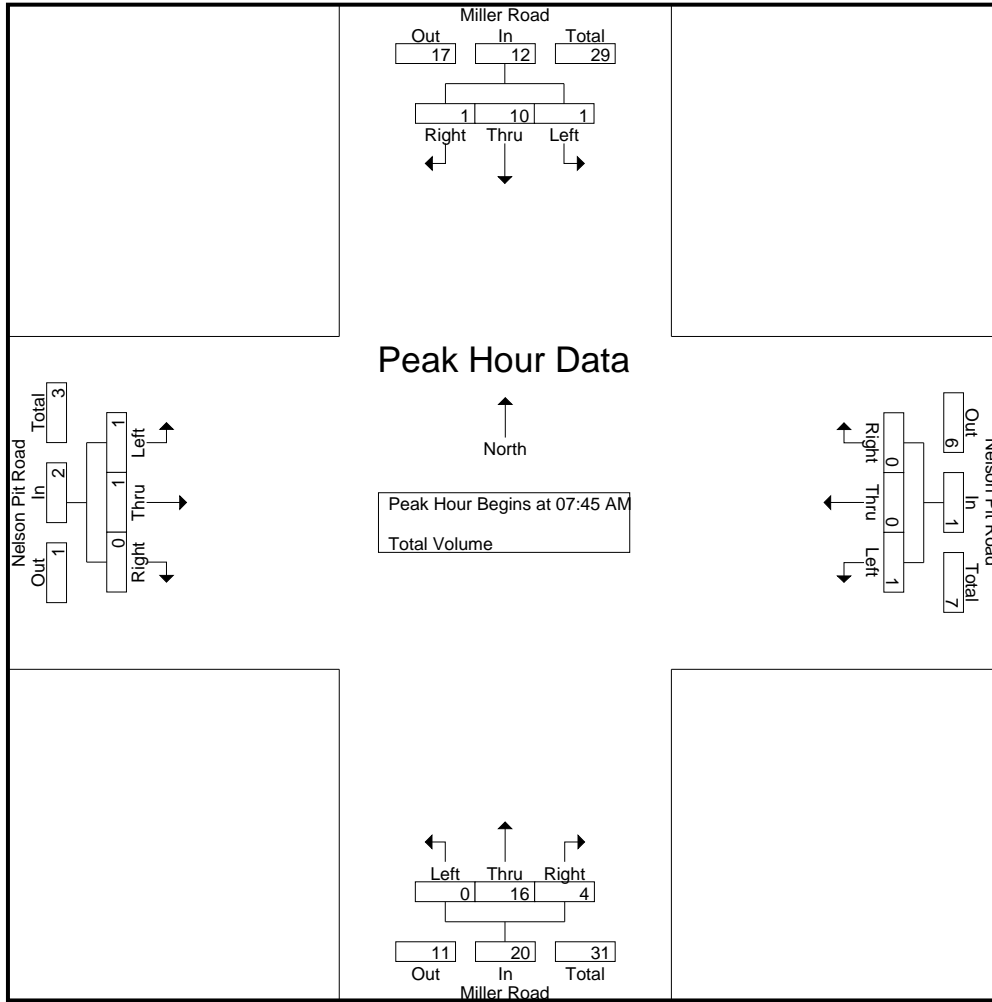 Miller Road
Out In Total
17 12 29
1 10 1
Right Thru Left
Peak Hour Data
North
Peak Hour Begins at 07:45 AM
Total Volume
Nelson Pit Road
Total In Out
3 2 1
1 1 0
Left Thru Right
Nelson Pit Road
Out In Total
6 1 7
0 0 1
Right Thru Left
Left Thru Right
0 16 4
11 20 31
Out In Total
Miller Road